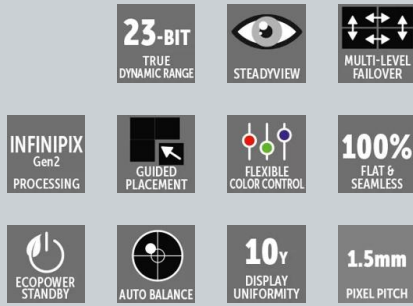 23-BIT
TRUE
DYNAMIC RANGE
STEADYVIEW
MULTI-LEVEL
FAILOVER
INFINIPIX
Gen2
PROCESSING
GUIDED
PLACEMENT
FLEXIBLE
COLOR CONTROL
100%
FLAT &
SEAMLESS
ECOPOWER
STANDBY
AUTO BALANCE
10Y
DISPLAY
UNIFORMITY
1.5mm
PIXEL PITCH